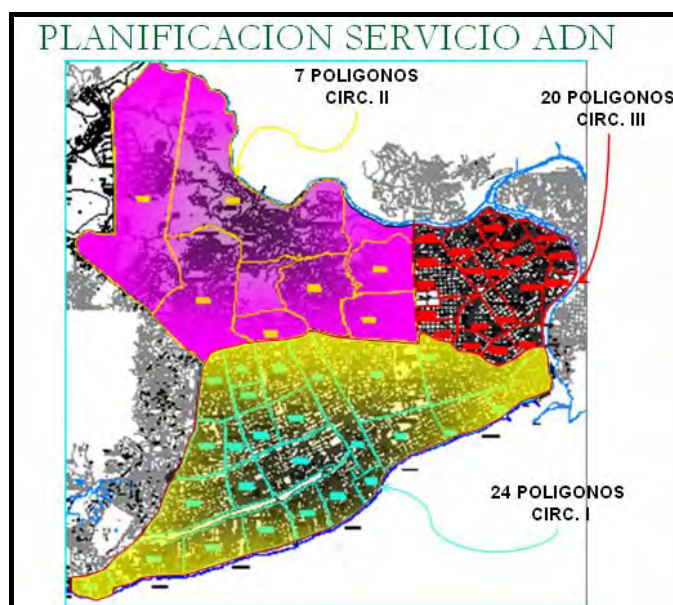 PLANIFICACION SERVICIO ADN
7 POLIGONOS
CIRC. II
20 POLIGONOS
CIRC. III
24 POLIGONOS
CIRC. I